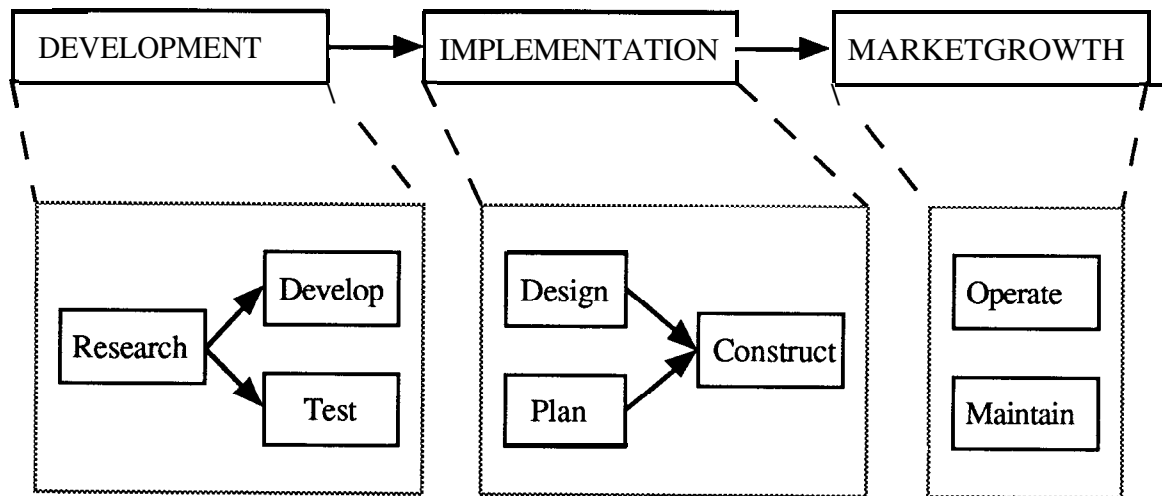 DEVELOPMENT
IMPLEMENTATION
MARKETGROWTH
Research
Develop
Test
Design
Plan
Construct
Operate
Maintain